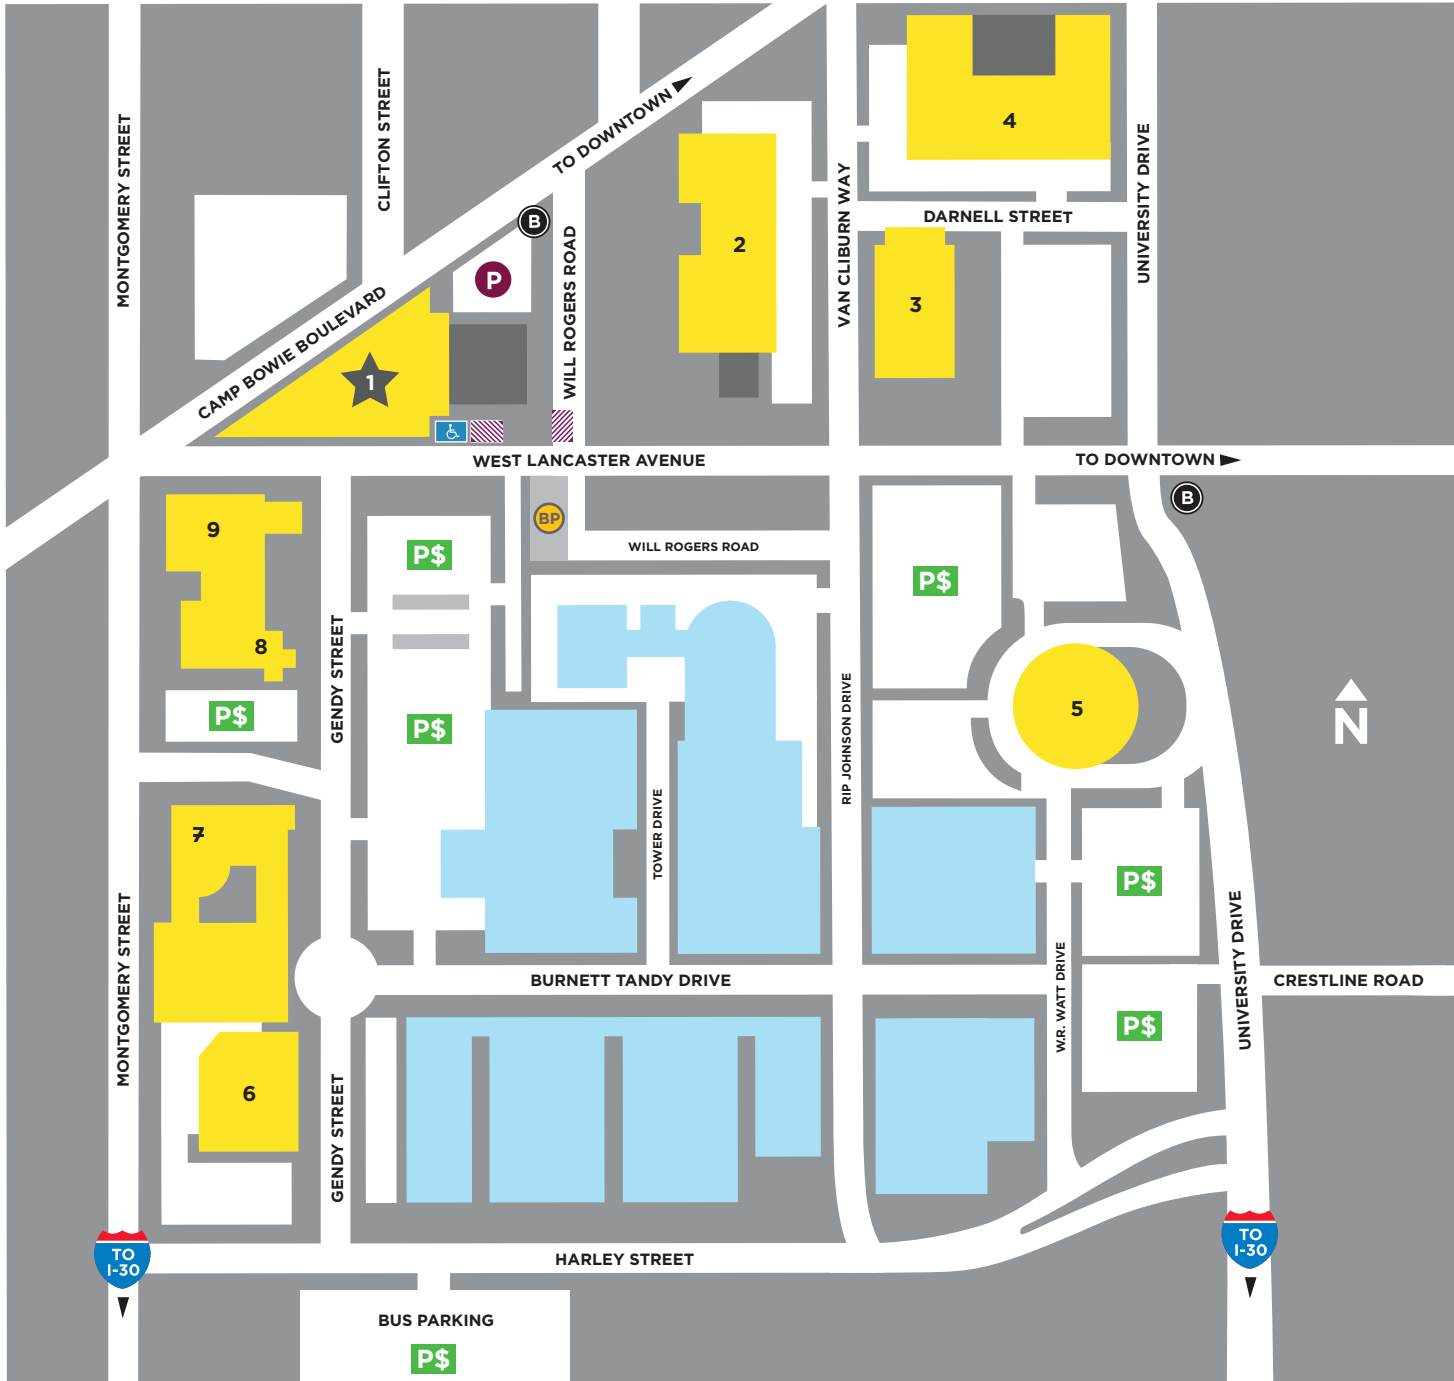 4
MONTGOMERY STREET
CLIFTON STREET
TO DOWNTOWN
UNIVERSITY DRIVE
B
DARNELL STREET
VAN CLIBURN WAY
WILL ROGERS ROAD
2
P
3
CAMP BOWIE BOULEVARD
1
WEST LANCASTER AVENUE
TO DOWNTOWN
B
9
BP
P$
WILL ROGERS ROAD
P$
8
GENDY STREET
P$
P$
RIP JOHNSON DRIVE
5
N
7
TOWER DRIVE
P$
MONTGOMERY STREET
UNIVERSITY DRIVE
BURNETT TANDY DRIVE
W.R. WATT DRIVE
CRESTLINE ROAD
P$
6
GENDY STREET
TO
I-30
HARLEY STREET
TO
I-30
BUS PARKING
P$